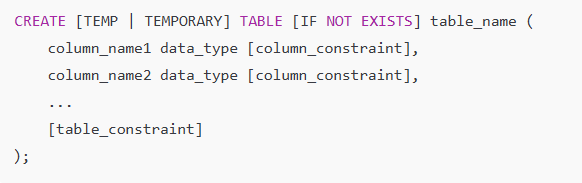 CREATE [TEMP | TEMPORARY] TABLE [IF NOT EXISTS] table_name (
    column_name1 data_type [column_constraint],
    column_name2 data_type [column_constraint],
    ...
    [table_constraint]
);